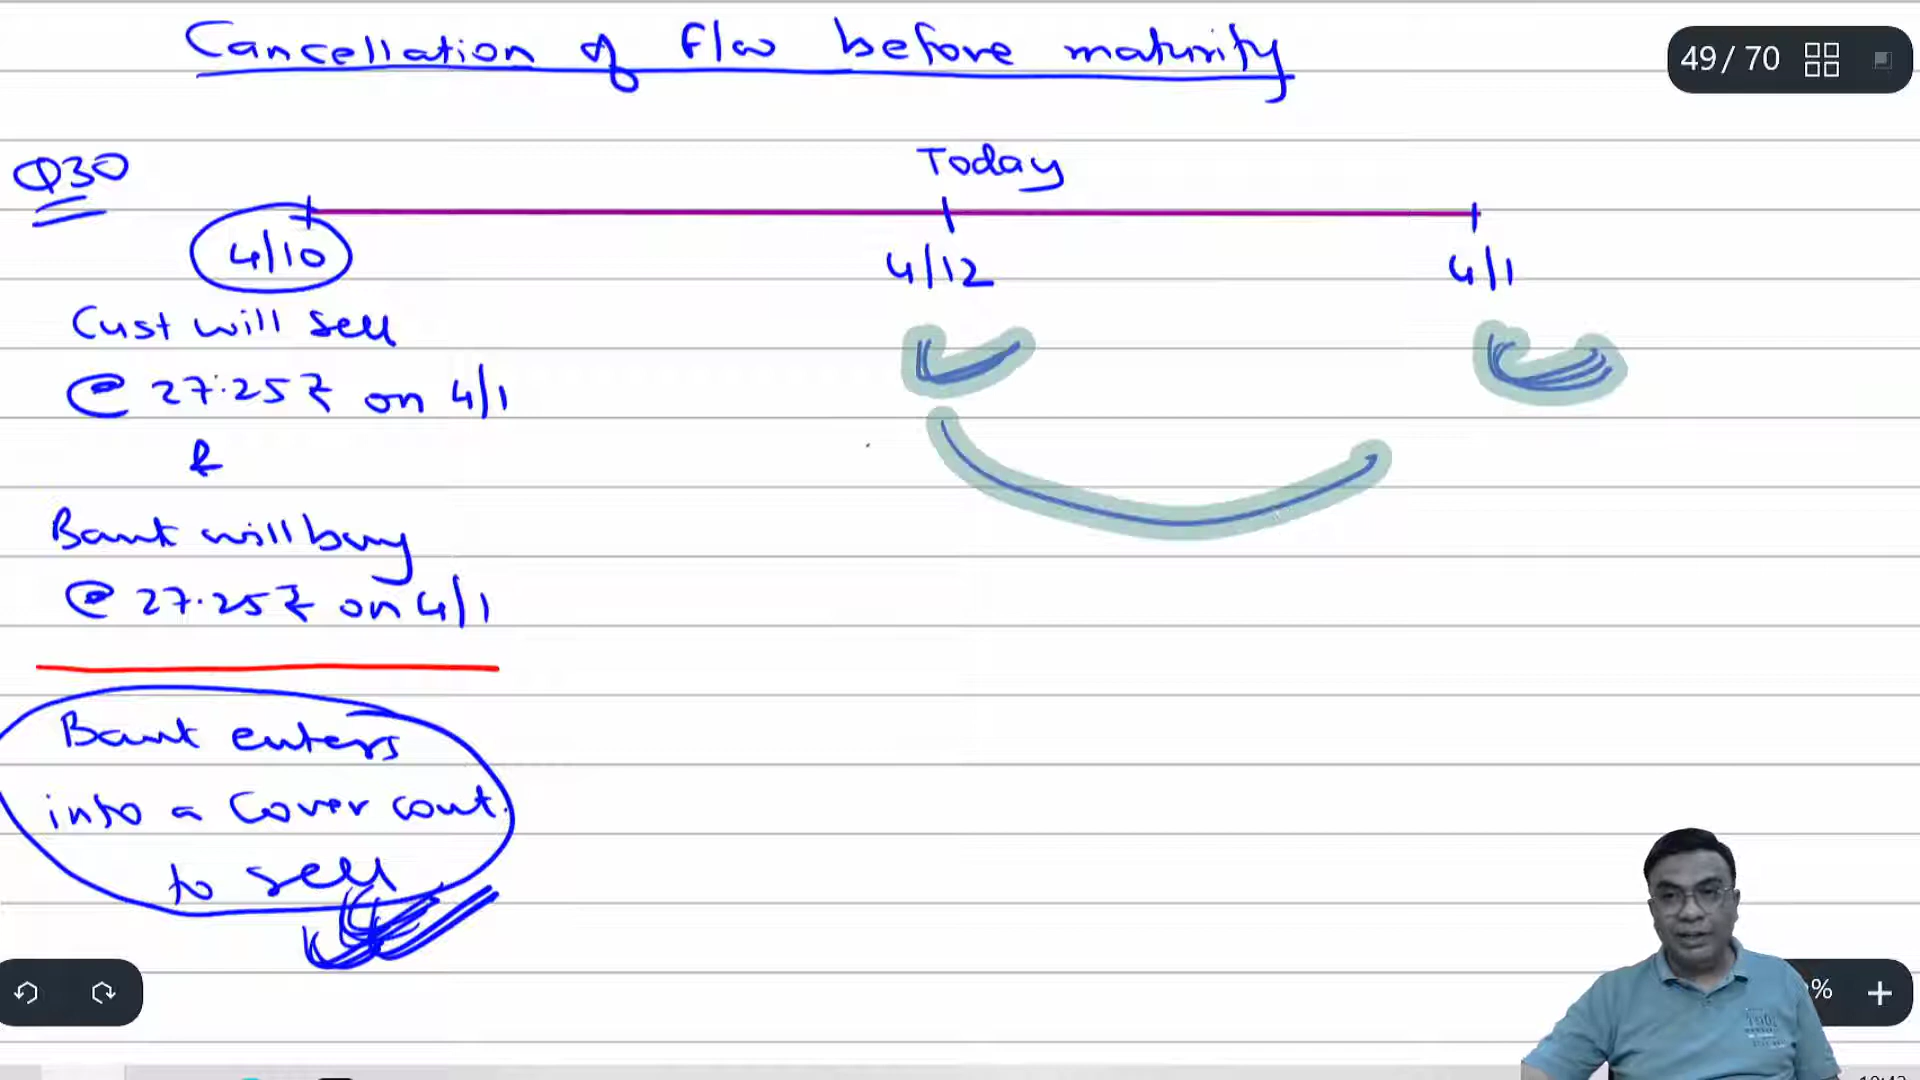 Cancellation of F/w before maturity
49 / 70
Q30
Today
4/10
4/12
4/1
Cust will sell
@ 27.25₹ on 4/1
&
Bank will buy
@ 27.25₹ on 4/1
Bank enters
into a Cover cont.
to sell
%
+